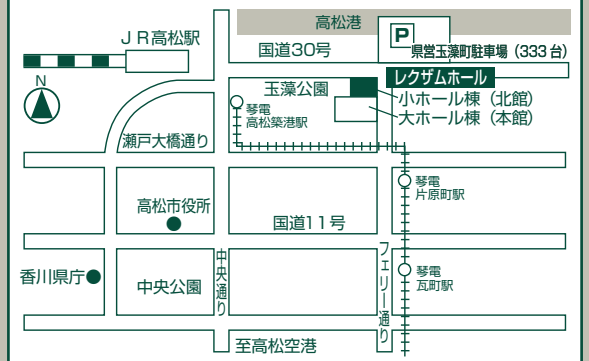 高松港
JR高松駅
P
国道30号
県営玉藻町駐車場(333台)
レクザムホール
玉藻公園
小ホール棟(北館)
大ホール棟(本館)
N
琴電
高松築港駅
瀬戸大橋通り
琴電
片原町駅
高松市役所
国道11号
香川県庁
中央公園
中央通り
フェリー通り
琴電
瓦町駅
至高松空港